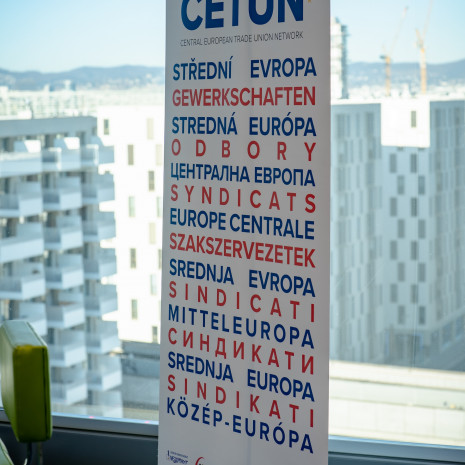 CETUN
CENTRAL EUROPEAN TRADE UNION NETWORK
STŘEDNÍ EVROPA
GEWERKSCHAFTEN
STREDNÁ EURÓPA
ODBORY
ЦЕНТРАЛНА ЕВРОПА
SYNDICATS
EUROPE CENTRALE
SZAKSZERVEZETEK
SREDNJA EVROPA
SINDICATI
MITTELEUROPA
СИНДИКАТИ
SREDNJA EUROPA
SINDIKATI
KÖZÉP-EURÓPA